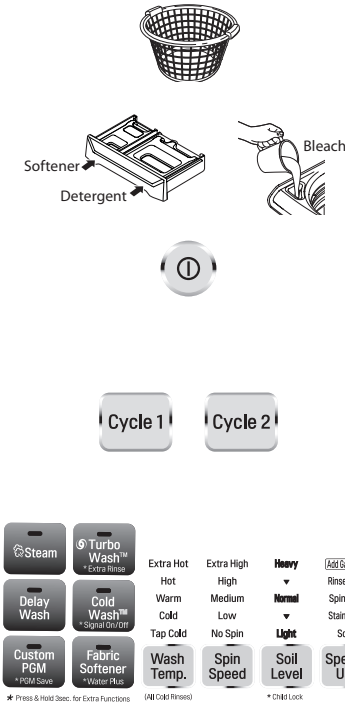 Softener
Detergent
Bleach
Cycle 1
Cycle 2
Steam
Turbo
Wash™
* Extra Rinse
Delay
Wash
Cold
Wash™
* Signal On/Off
Custom
PGM
* PGM Save
Fabric
Softener
* Water Plus
* Press & Hold 3sec. for Extra Functions
Extra Hot
Hot
Warm
Cold
Tap Cold
Wash
Temp.
(All Cold Rinses)
Extra High
High
Medium
Low
No Spin
Spin
Speed
Heavy
Normal
Light
Soil
Level
* Child Lock
Rinse
Spin